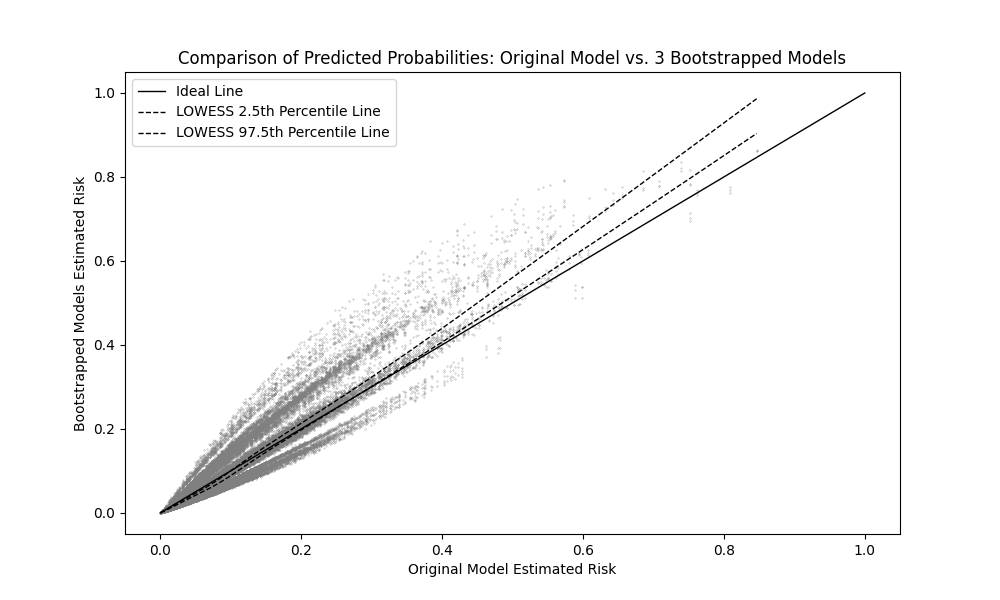 Comparison of Predicted Probabilities: Original Model vs. 3 Bootstrapped Models
Ideal Line
LOWESS 2.5th Percentile Line
LOWESS 97.5th Percentile Line
Bootstrapped Models Estimated Risk
1.0
0.8
0.6
0.4
0.2
0.0
0.0 0.2 0.4 0.6 0.8 1.0
Original Model Estimated Risk